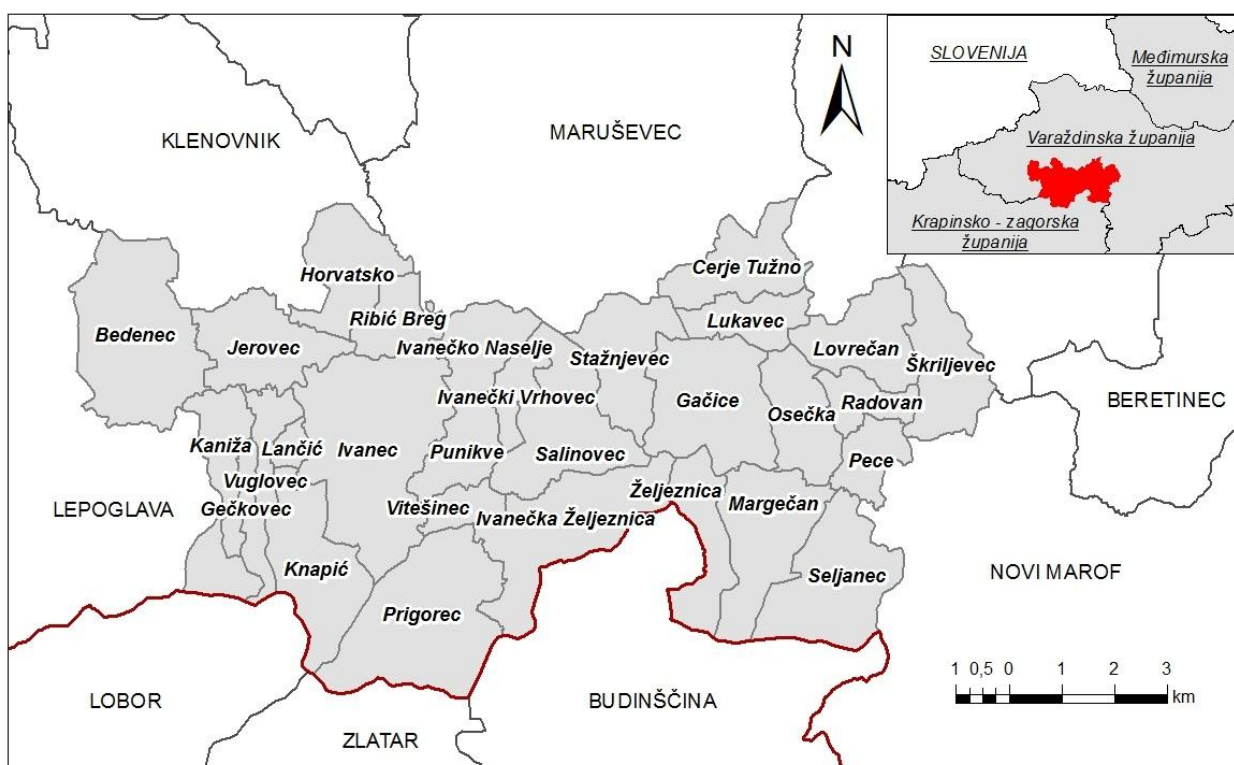 N
SLOVENIJA
Međimurska
županija
Varaždinska županija
Krapinsko - zagorska
županija
KLENOVNIK
MARUŠEVEC
Cerje Tužno
Horvatsko
Ribić Breg
Lukavec
Bedenec
Jerovec
Ivanečko Naselje
Stažnjevec
Lovrečan
Škriljevec
Ivanečki Vrhovec
Gačice
Osečka
Radovan
BERETINEC
Kaniža
Lančić
Ivanec
Punikve
Salinovec
Pece
Vuglovec
Željeznica
Margečan
LEPOGLAVA
Gečkovec
Vitešinec
Ivanečka Željeznica
Knapić
Seljanec
NOVI MAROF
Prigorec
LOBOR
BUDINŠČINA
ZLATAR
1 0,5 0 1 2 3
km